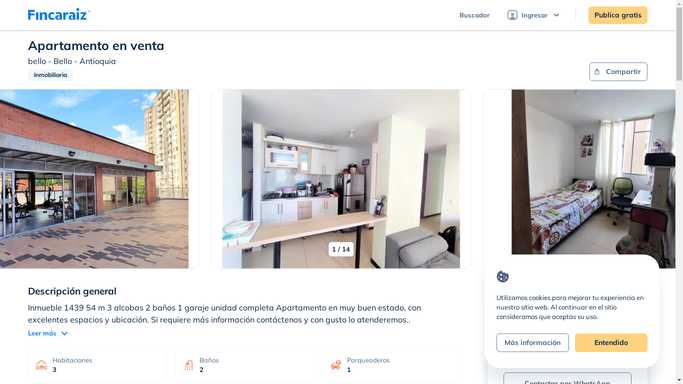 Fincaraiz
Buscador
Ingresar
Publica gratis
Apartamento en venta
bello - Bello - Antioquia
Inmobiliaria
Compartir
1 / 14
Descripción general
Inmueble 1439 54 m 3 alcobas 2 baños 1 garaje unidad completa Apartamento en muy buen estado, con
excelentes espacios y ubicación. Si requiere más información contáctenos y con gusto lo atenderemos..
Leer más
Habitaciones
3
Baños
2
Parqueaderos
1
Utilizamos cookies para mejorar tu experiencia en
nuestro sitio web. Al continuar en el sitio
consideramos que aceptas su uso.
Más información
Entendido
Contactar por WhatsApp